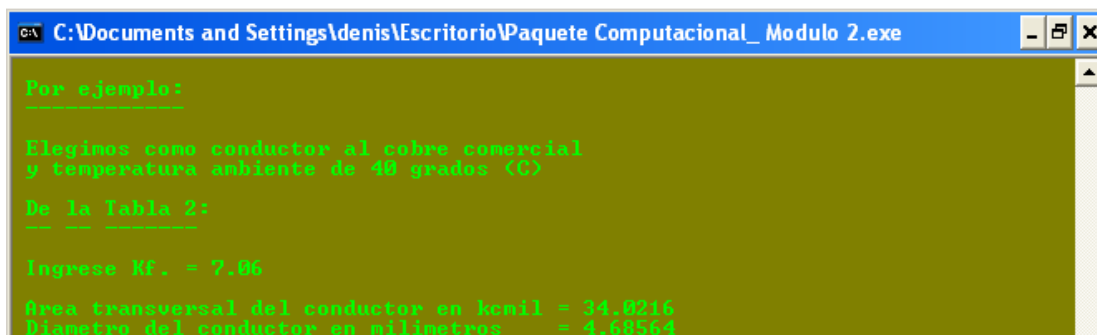 C:\Documents and Settings\denis\Escritorio\Paquete Computacional_ Modulo 2.exe
Por ejemplo:
Elegimos como conductor al cobre comercial
y temperatura ambiente de 40 grados (C)
De la Tabla 2:
Ingrese Kf. = 7.06
Area transversal del conductor en kcmil = 34.0216
Diametro del conductor en milimetros = 4.68564